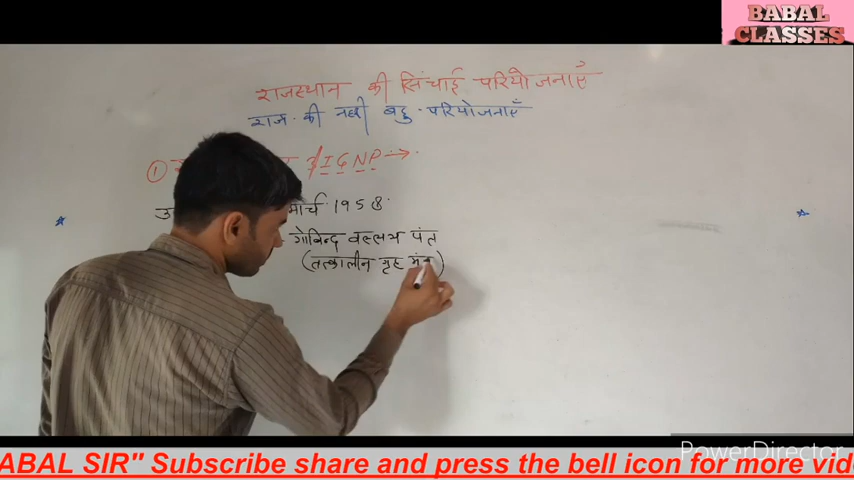 BABAL
CLASSES
राजस्थान की सिंचाई परियोजनाएँ
राज. की नदी बहु. परियोजनाएँ
① / IGNP →
मार्च 1958
गोविन्द वल्लभ पंत
(तत्कालीन गृह
PowerDirector
ABAL SIR" Subscribe share and press the bell icon for more vid